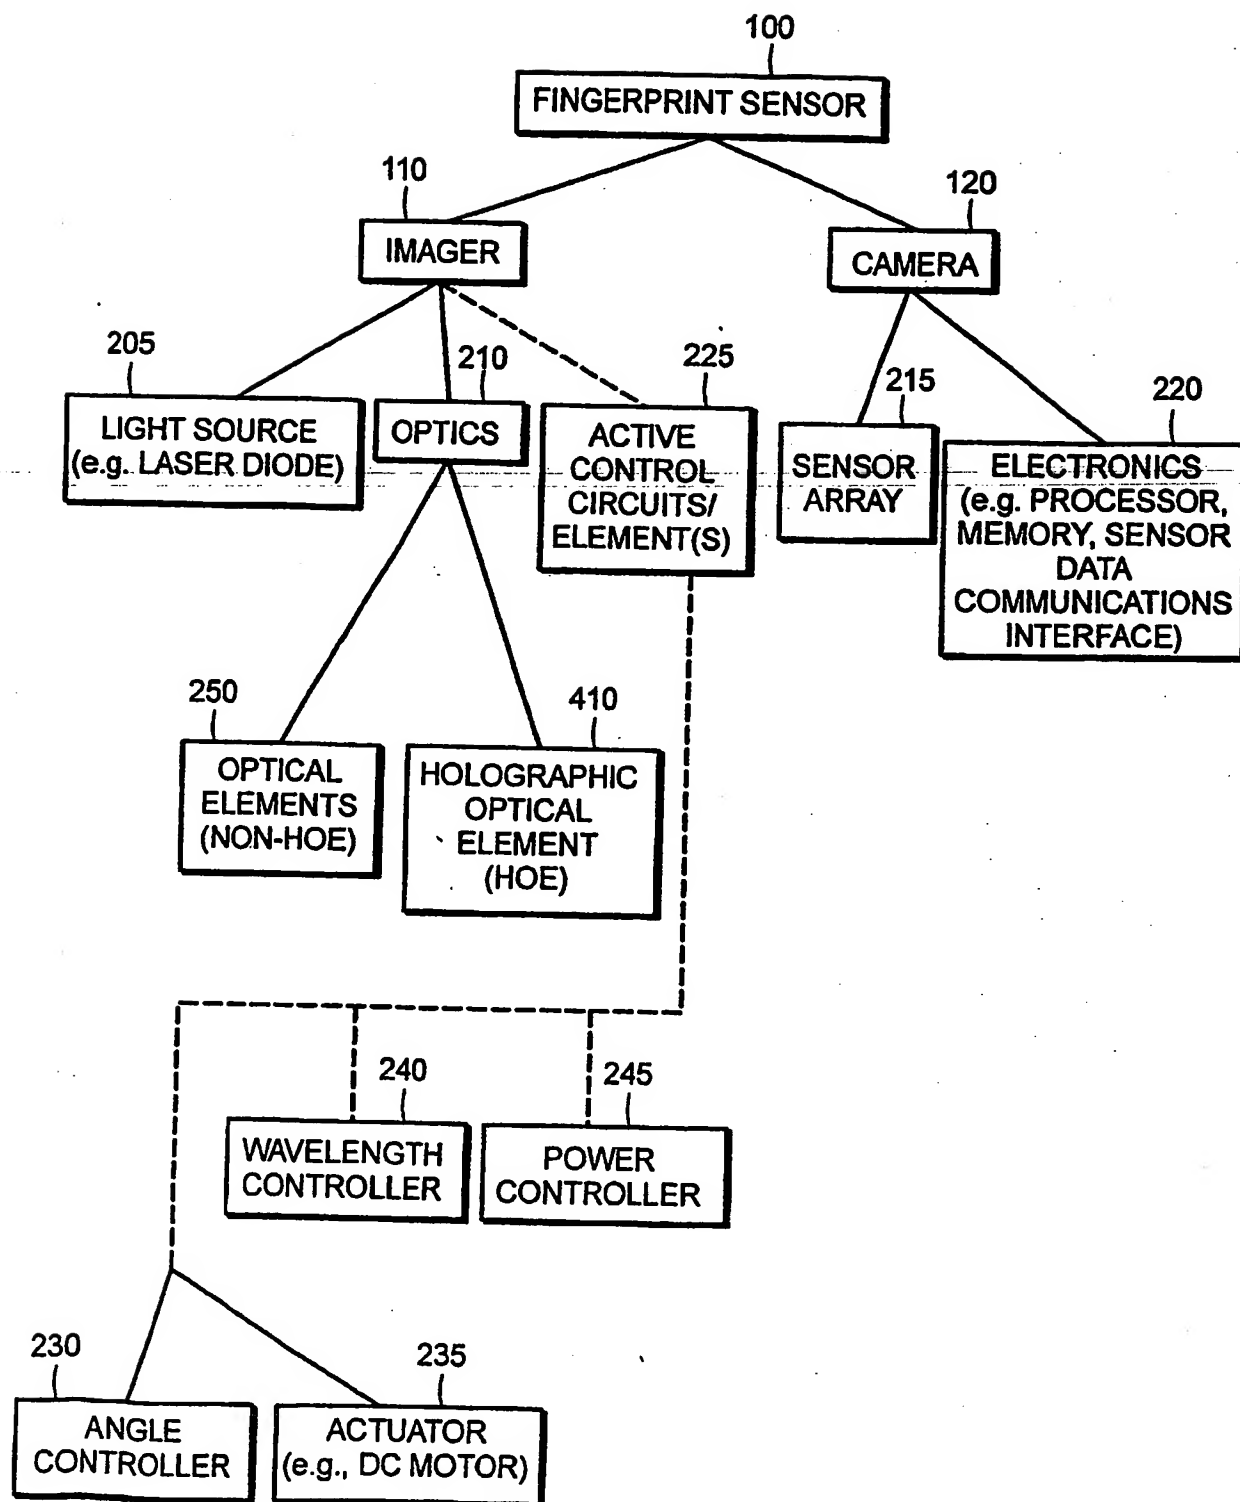 100
FINGERPRINT SENSOR
110
120
IMAGER
CAMERA
205
210
225
215
220
LIGHT SOURCE
(e.g. LASER DIODE)
OPTICS
ACTIVE
CONTROL
CIRCUITS/
ELEMENT(S)
SENSOR
ARRAY
ELECTRONICS
(e.g. PROCESSOR,
MEMORY, SENSOR
DATA
COMMUNICATIONS
INTERFACE)
250
410
OPTICAL
ELEMENTS
(NON-HOE)
HOLOGRAPHIC
OPTICAL
ELEMENT
(HOE)
240
245
WAVELENGTH
CONTROLLER
POWER
CONTROLLER
230
235
ANGLE
CONTROLLER
ACTUATOR
(e.g., DC MOTOR)